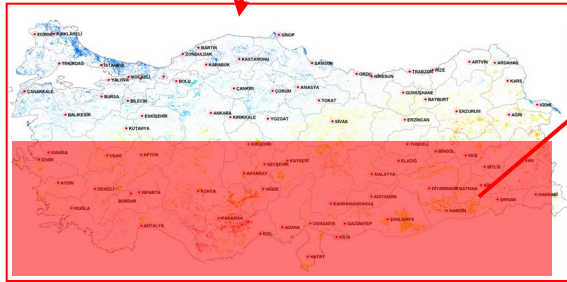 SİNOP
EDİRNE KIRKLARELİ
BARTIN
ZONGULDAK
KASTAMONU
TEKİRDAĞ
İSTANBUL
KARABÜK
SAMSUN
ARTVİN ARDAHAN
KOCAELİ
BOLU
ORDU
GİRESUN
TRABZON RİZE
YALOVA
KARS
ÇANAKKALE
BURSA
BİLECİK
ÇANKIRI
ÇORUM
AMASYA
TOKAT
GÜMÜŞHANE
BAYBURT
IĞDIR
BALIKESİR
ESKİŞEHİR
ANKARA
KIRIKKALE
YOZGAT
SİVAS
ERZİNCAN
ERZURUM
AĞRI
KÜTAHYA
KIRŞEHİR
TUNCELİ
BİNGÖL
MUŞ
MANİSA
İZMİR
UŞAK
AFYON
NEVŞEHİR
KAYSERİ
ELAZIĞ
BİTLİS
VAN
AKSARAY
MALATYA
AYDIN
DENİZLİ
ISPARTA
KONYA
NİĞDE
ADIYAMAN
DİYARBAKIR
BATMAN
HAKKARİ
BURDUR
KAHRAMANMARAŞ
ŞIRNAK
MUĞLA
ANTALYA
KARAMAN
ADANA
OSMANİYE
GAZİANTEP
ŞANLIURFA
MARDİN
İÇEL
KİLİS
HATAY